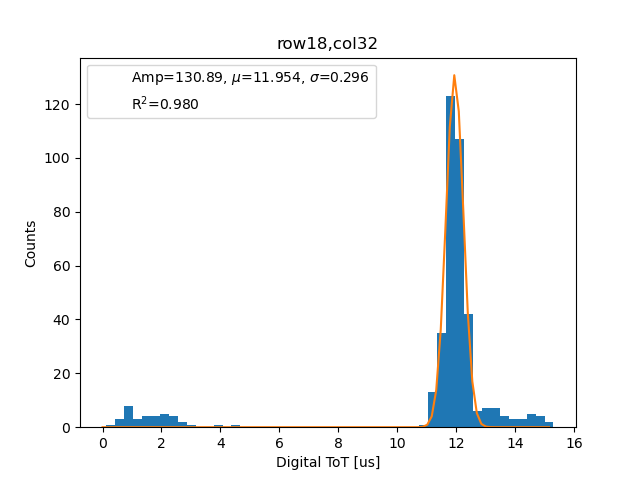 row18,col32
Amp=130.89, μ=11.954, σ=0.296
R²=0.980
Counts
120
100
80
60
40
20
0
0 2 4 6 8 10 12 14 16
Digital ToT [us]